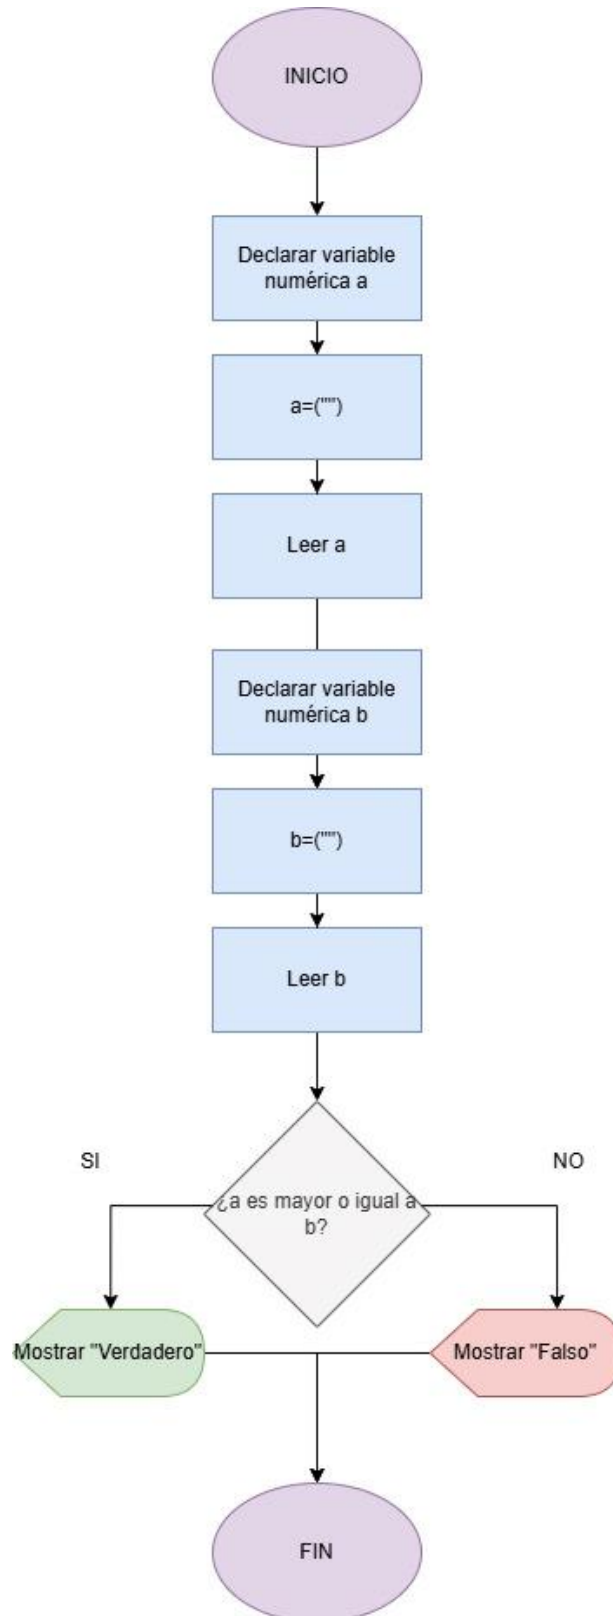 INICIO
Declarar variable
numérica a
a=("")
Leer a
Declarar variable
numérica b
b=("")
Leer b
SI
NO
¿a es mayor o igual a
b?
Mostrar "Verdadero"
Mostrar "Falso"
FIN